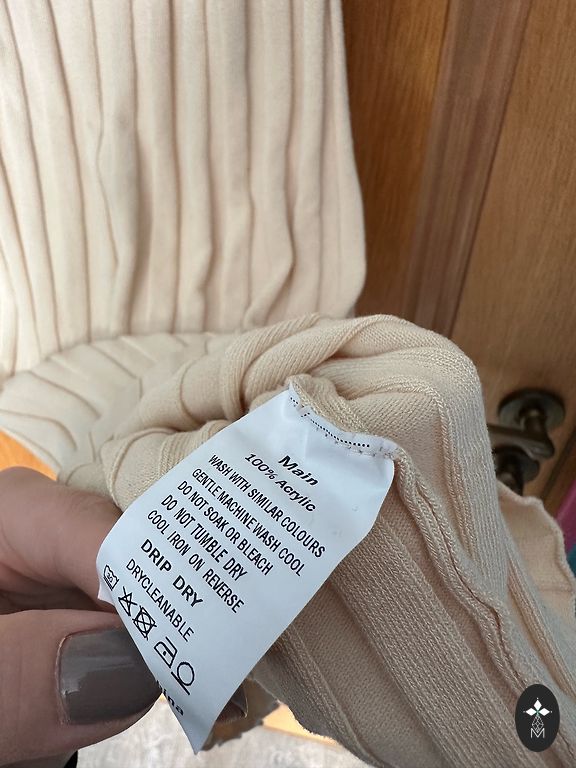 Main
100% Acrylic
WASH WITH SIMILAR COLOURS
GENTLE MACHINE WASH COOL
DO NOT SOAK OR BLEACH
DO NOT TUMBLE DRY
COOL IRON ON REVERSE
DRIP DRY
DRYCLEANABLE